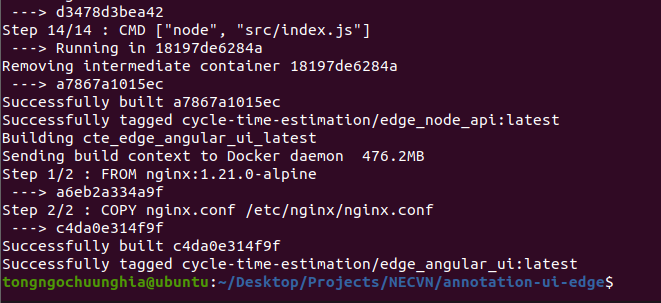 ---> d3478d3bea42
Step 14/14 : CMD ["node", "src/index.js"]
---> Running in 18197de6284a
Removing intermediate container 18197de6284a
---> a7867a1015ec
Successfully built a7867a1015ec
Successfully tagged cycle-time-estimation/edge_node_api:latest
Building cte_edge_angular_ui_latest
Sending build context to Docker daemon  476.2MB
Step 1/2 : FROM nginx:1.21.0-alpine
---> a6eb2a334a9f
Step 2/2 : COPY nginx.conf /etc/nginx/nginx.conf
---> c4da0e314f9f
Successfully built c4da0e314f9f
Successfully tagged cycle-time-estimation/edge_angular_ui:latest
tongngochuunghia@ubuntu:~/Desktop/Projects/NECVN/annotation-ui-edge$